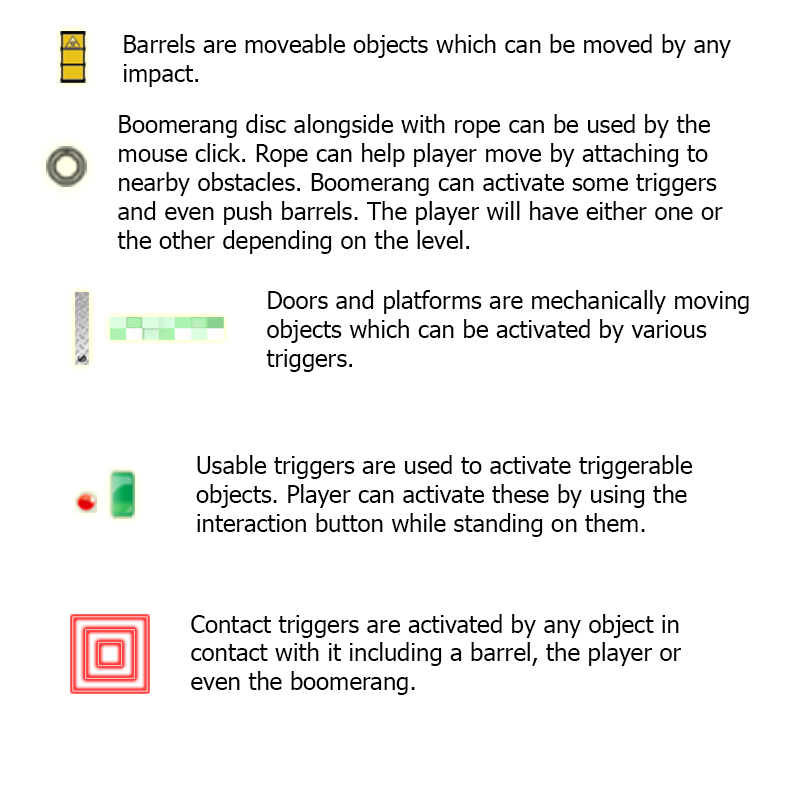 Barrels are moveable objects which can be moved by any
impact.
Boomerang disc alongside with rope can be used by the
mouse click. Rope can help player move by attaching to
nearby obstacles. Boomerang can activate some triggers
and even push barrels. The player will have either one or
the other depending on the level.
Doors and platforms are mechanically moving
objects which can be activated by various
triggers.
Usable triggers are used to activate triggerable
objects. Player can activate these by using the
interaction button while standing on them.
Contact triggers are activated by any object in
contact with it including a barrel, the player or
even the boomerang.